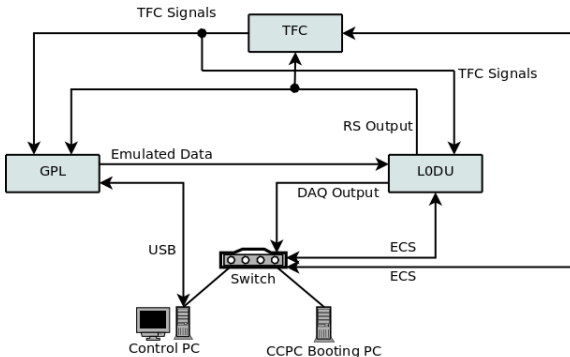 TFC Signals
TFC
TFC Signals
RS Output
Emulated Data
GPL
L0DU
DAQ Output
USB
ECS
Switch
ECS
Control PC
CCPC Booting PC